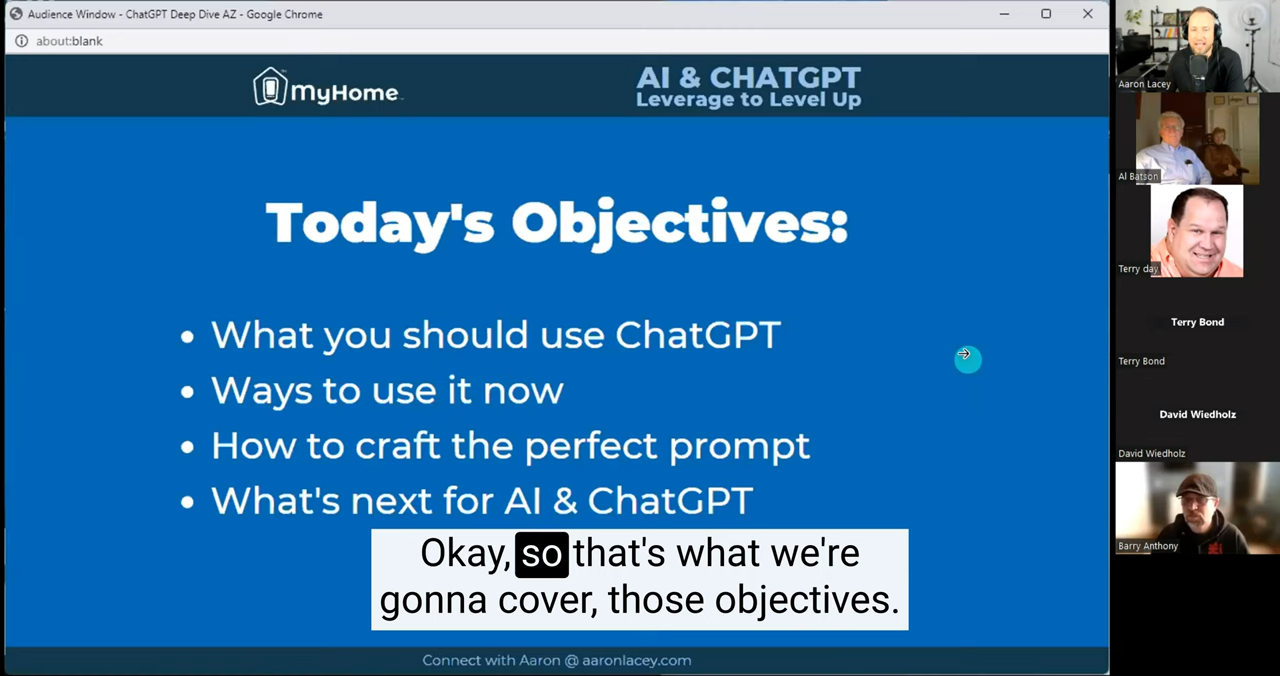 Audience Window - ChatGPT Deep Dive AZ - Google Chrome
about:blank
MyHome
AI & CHATGPT
Leverage to Level Up
Today's Objectives:
• What you should use ChatGPT
• Ways to use it now
• How to craft the perfect prompt
• What's next for AI & ChatGPT
Okay, so that's what we're
gonna cover, those objectives.
Connect with Aaron @ aaronlacey.com
Aaron Lacey
Al Batson
Terry day
Terry Bond
Terry Bond
David Wiedholz
David Wiedholz
Barry Anthony